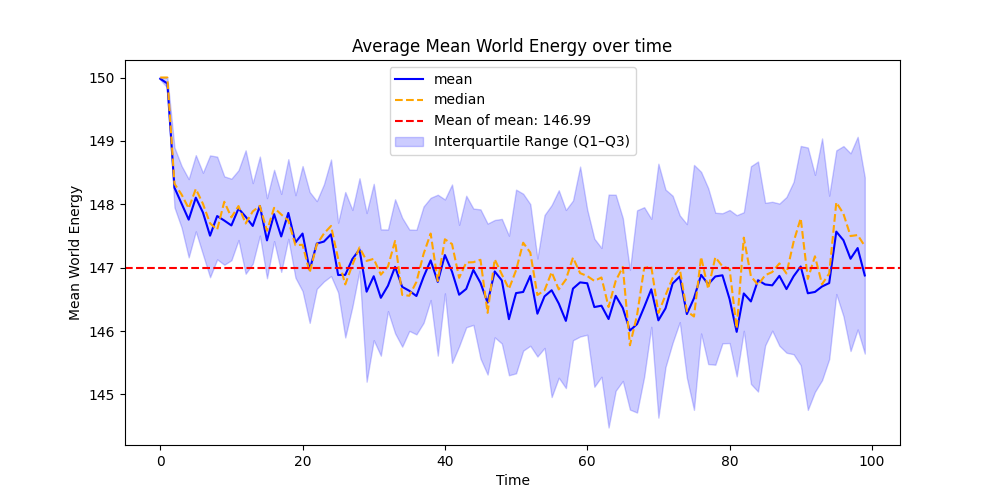 Average Mean World Energy over time
mean
median
Mean of mean: 146.99
Interquartile Range (Q1–Q3)
150
149
148
147
146
145
Mean World Energy
0 20 40 60 80 100
Time